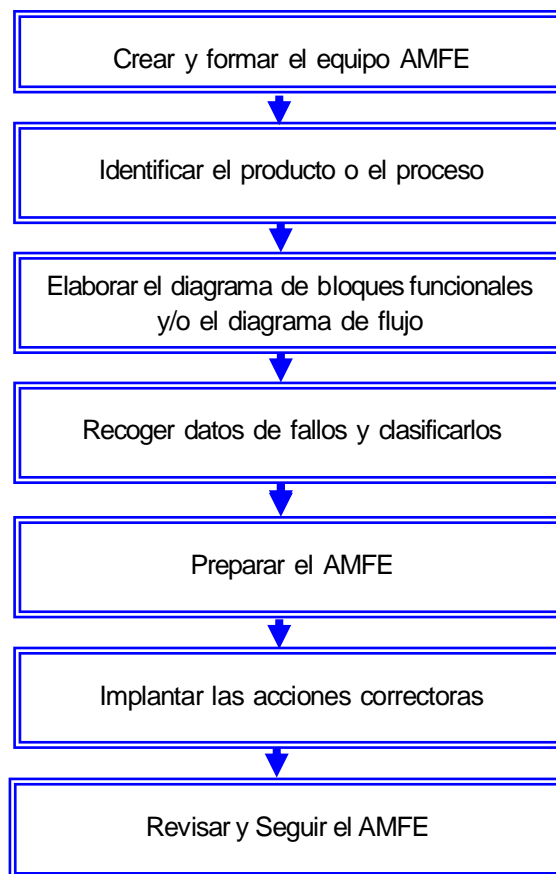 Crear y formar el equipo AMFE
Identificar el producto o el proceso
Elaborar el diagrama de bloques funcionales
y/o el diagrama de flujo
Recoger datos de fallos y clasificarlos
Preparar el AMFE
Implantar las acciones correctoras
Revisar y Seguir el AMFE